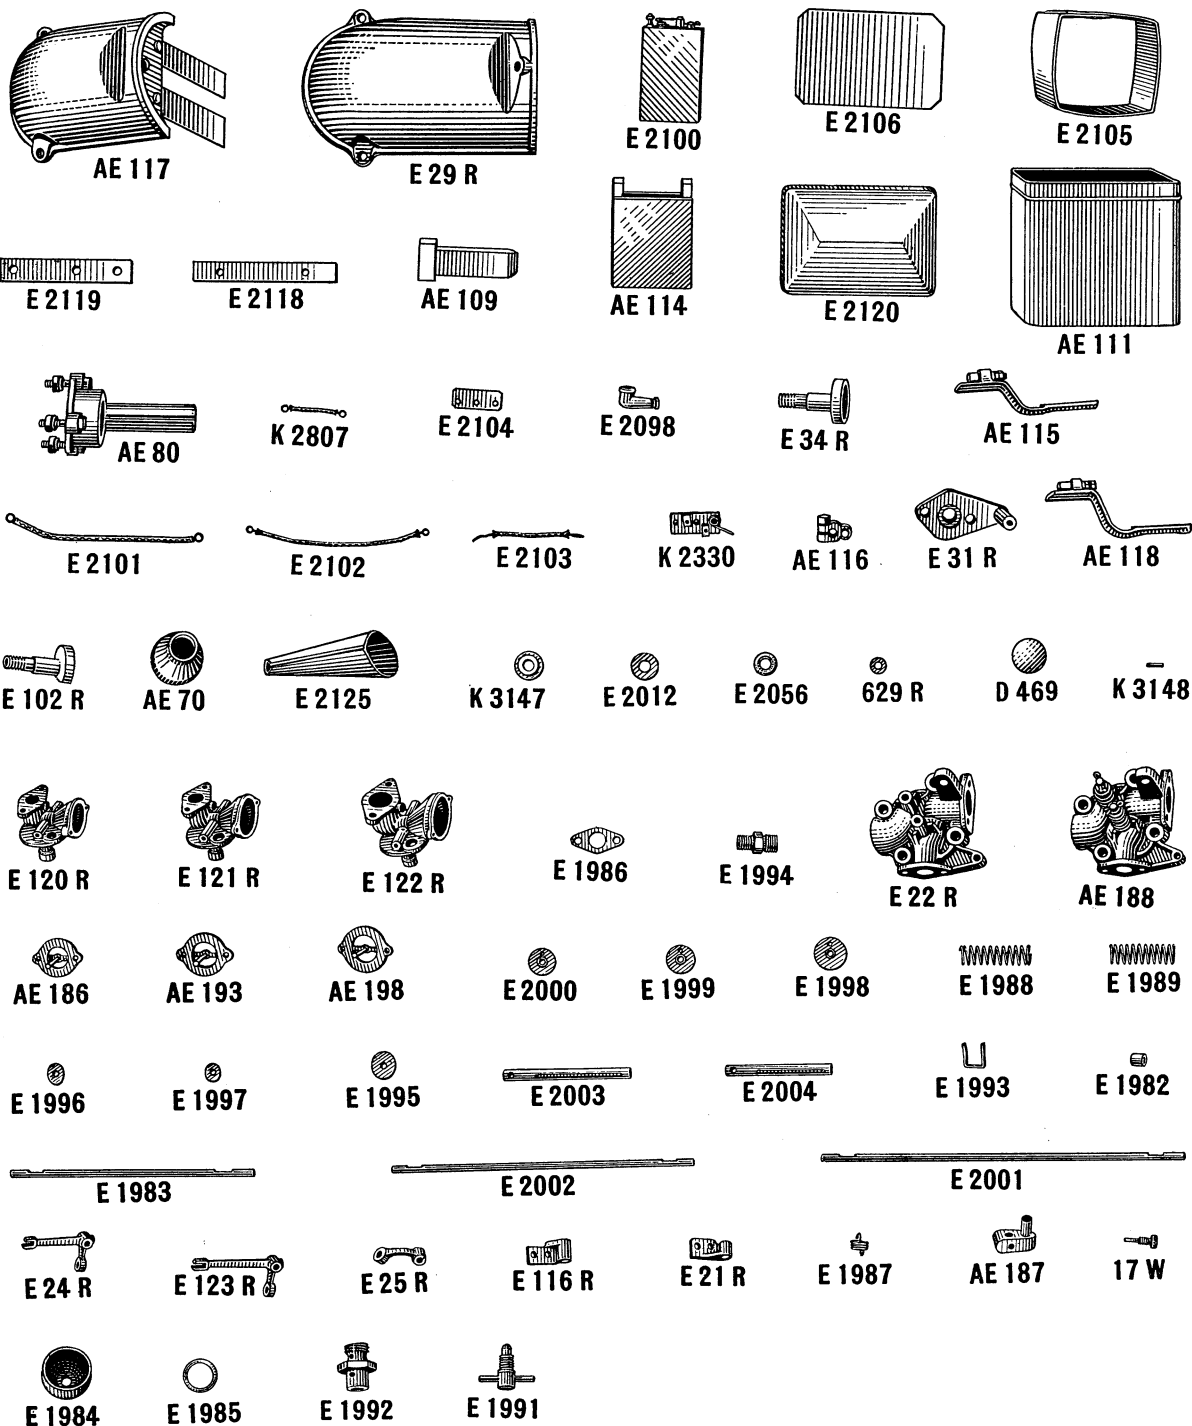 AE 117
E 29 R
E 2100
E 2106
E 2105
E 2119
E 2118
AE 109
AE 114
E 2120
AE 111
AE 80
K 2807
E 2104
E 2098
E 34 R
AE 115
E 2101
E 2102
E 2103
K 2330
AE 116
E 31 R
AE 118
E 102 R
AE 70
E 2125
K 3147
E 2012
E 2056
629 R
D 469
K 3148
E 120 R
E 121 R
E 122 R
E 1986
E 1994
E 22 R
AE 188
AE 186
AE 193
AE 198
E 2000
E 1999
E 1998
E 1988
E 1989
E 1996
E 1997
E 1995
E 2003
E 2004
E 1993
E 1982
E 1983
E 2002
E 2001
E 24 R
E 123 R
E 25 R
E 116 R
E 21 R
E 1987
AE 187
17 W
E 1984
E 1985
E 1992
E 1991